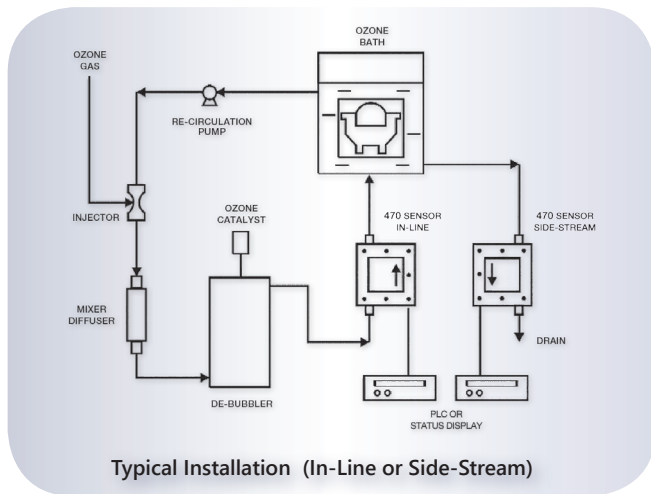 OZONE
BATH
OZONE
GAS
RE-CIRCULATION
PUMP
INJECTOR
OZONE
CATALYST
470 SENSOR
IN-LINE
470 SENSOR
SIDE-STREAM
MIXER
DIFFUSER
DRAIN
DE-BUBBLER
PLC OR
STATUS DISPLAY
Typical Installation (In-Line or Side-Stream)